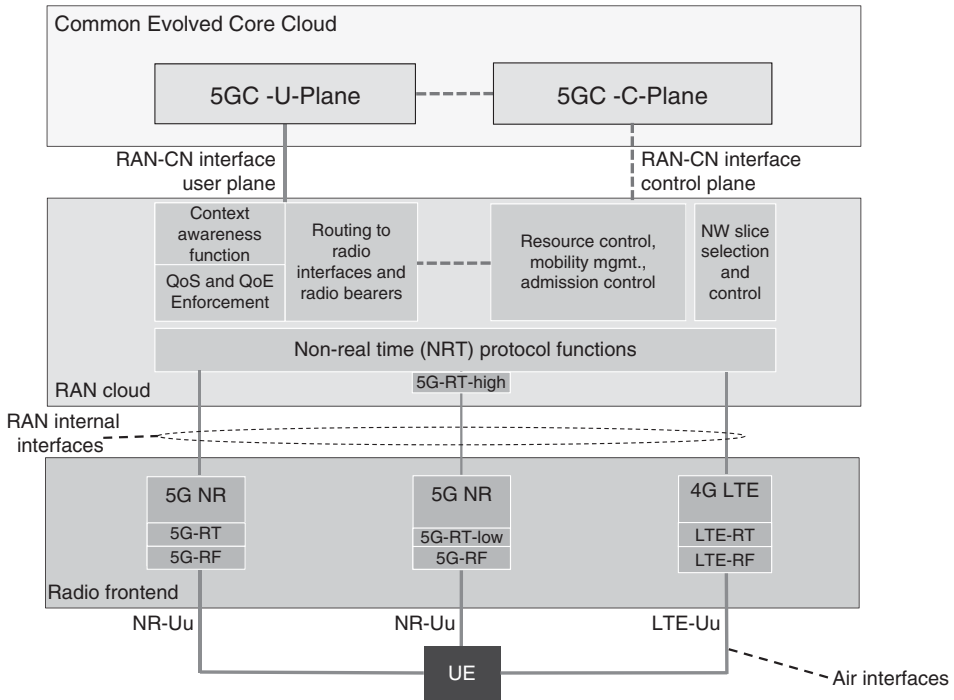 Common Evolved Core Cloud
5GC -U-Plane
5GC -C-Plane
RAN-CN interface
user plane
RAN-CN interface
control plane
Context
awareness
function
QoS and QoE
Enforcement
Routing to
radio
interfaces and
radio bearers
Resource control,
mobility mgmt.,
admission control
NW slice
selection
and
control
Non-real time (NRT) protocol functions
5G-RT-high
RAN cloud
RAN internal
interfaces
5G NR
5G-RT
5G-RF
5G NR
5G-RT-low
5G-RF
4G LTE
LTE-RT
LTE-RF
Radio frontend
NR-Uu
NR-Uu
LTE-Uu
UE
Air interfaces